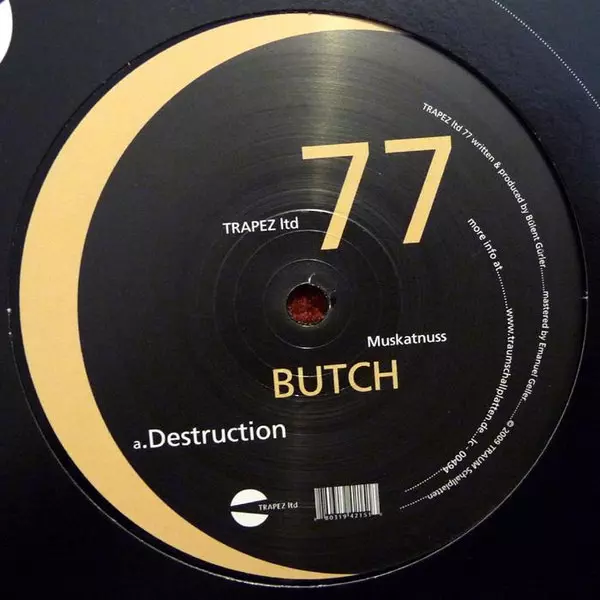 77
TRAPEZ ltd
Muskatnuss
BUTCH
a.Destruction
TRAPEZ ltd
TRAPEZ ltd 77 written & produced by Bülent Gürler..........mastered by Emanuel Geller........© 2009 TRAUM Schallplatten
more info at..........www.traumschallplatten.de...lc- 00494